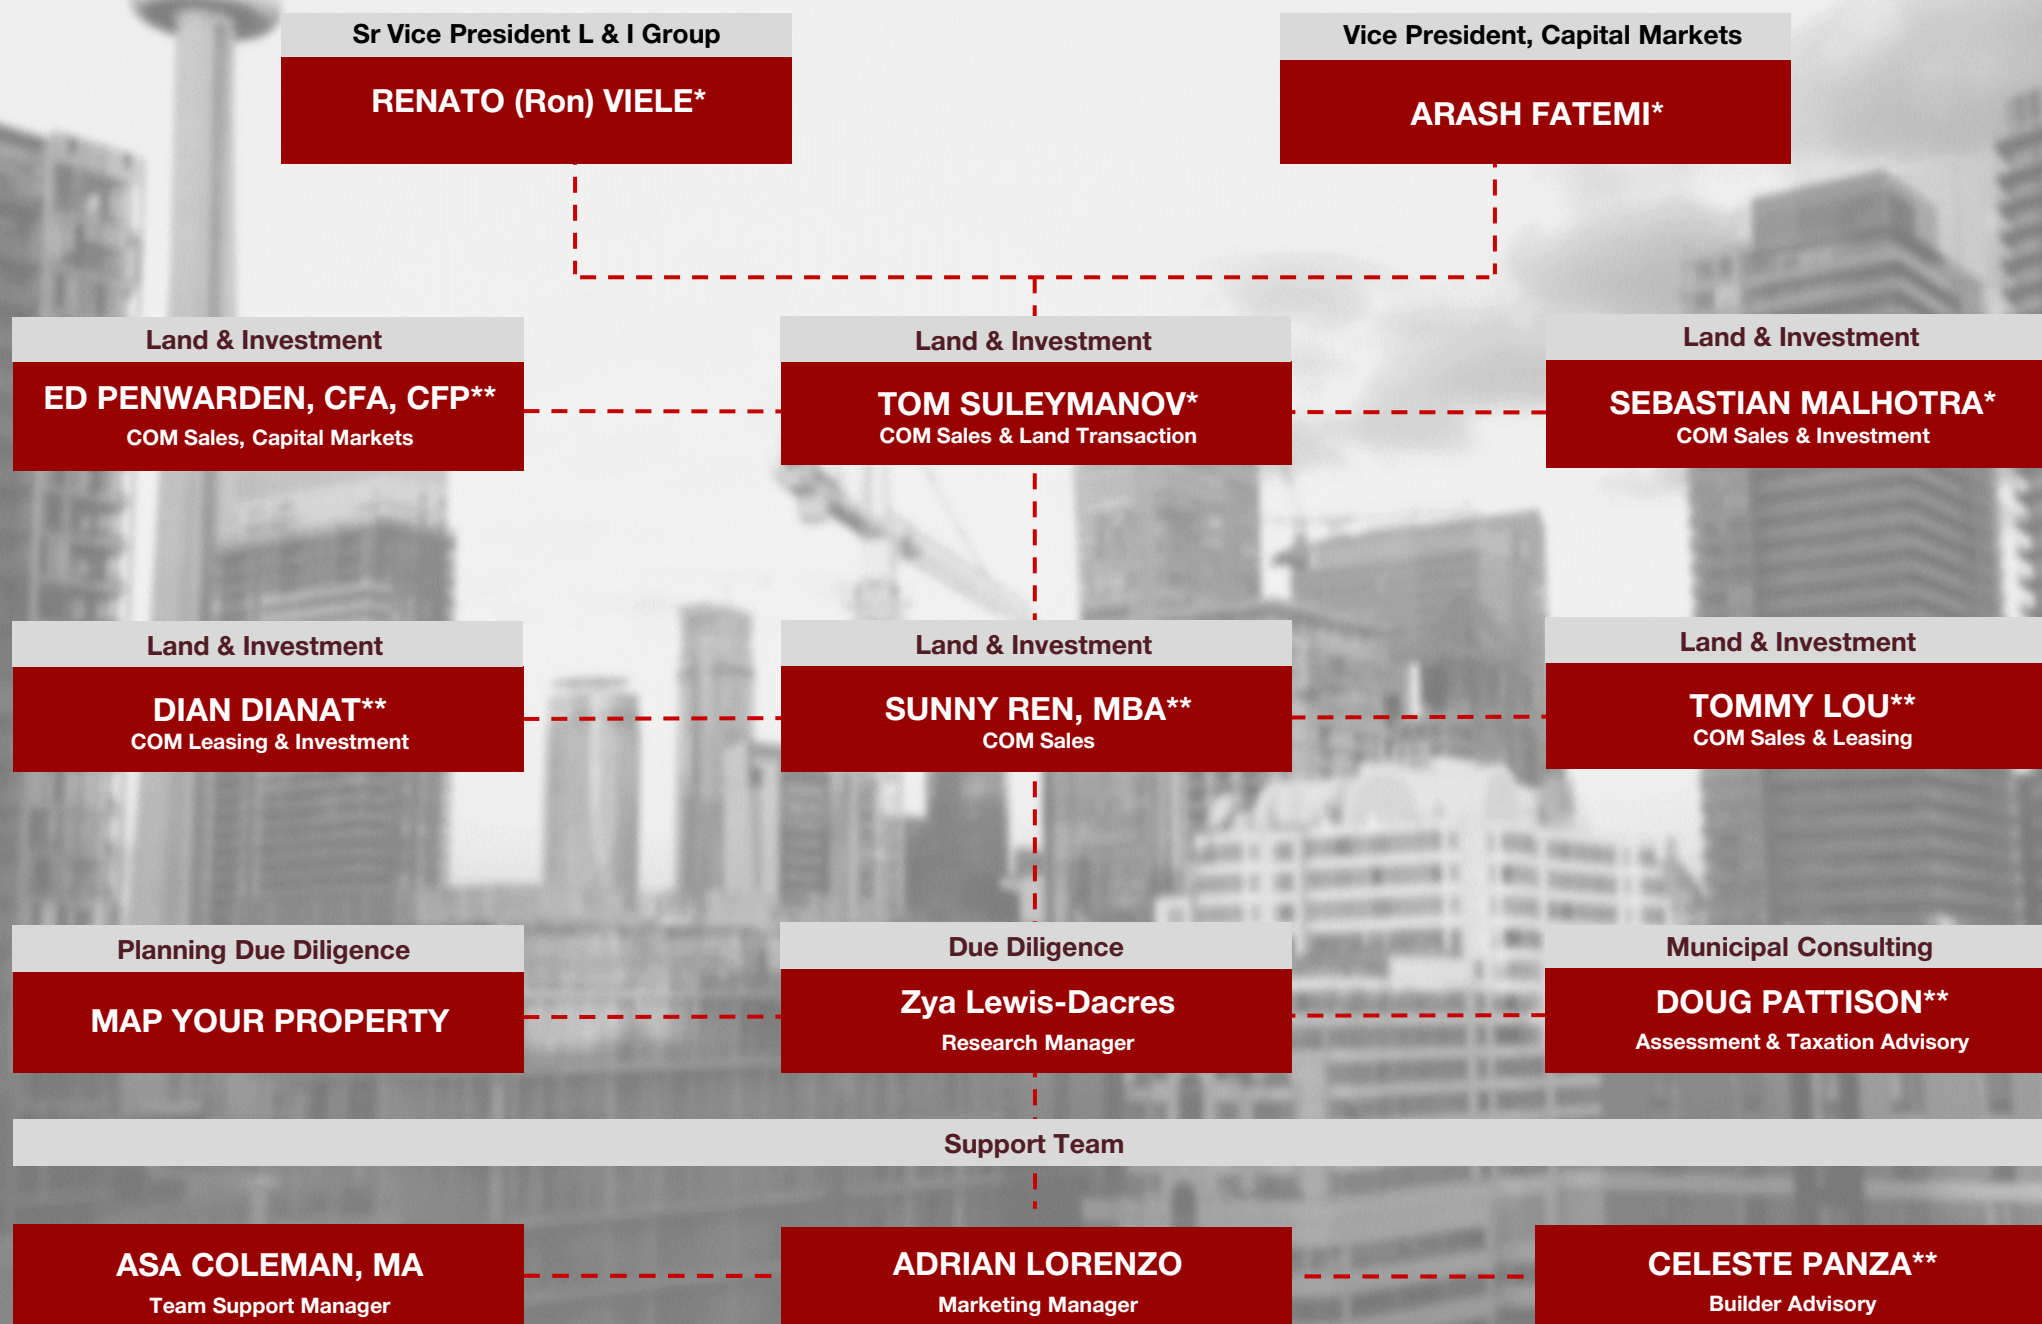 Sr Vice President L & I Group
RENATO (Ron) VIELE*
Vice President, Capital Markets
ARASH FATEMI*
Land & Investment
ED PENWARDEN, CFA, CFP**
COM Sales, Capital Markets
Land & Investment
TOM SULEYMANOV*
COM Sales & Land Transaction
Land & Investment
SEBASTIAN MALHOTRA*
COM Sales & Investment
Land & Investment
DIAN DIANAT**
COM Leasing & Investment
Land & Investment
SUNNY REN, MBA**
COM Sales
Land & Investment
TOMMY LOU**
COM Sales & Leasing
Planning Due Diligence
MAP YOUR PROPERTY
Due Diligence
Zya Lewis-Dacres
Research Manager
Municipal Consulting
DOUG PATTISON**
Assessment & Taxation Advisory
Support Team
ASA COLEMAN, MA
Team Support Manager
ADRIAN LORENZO
Marketing Manager
CELESTE PANZA**
Builder Advisory